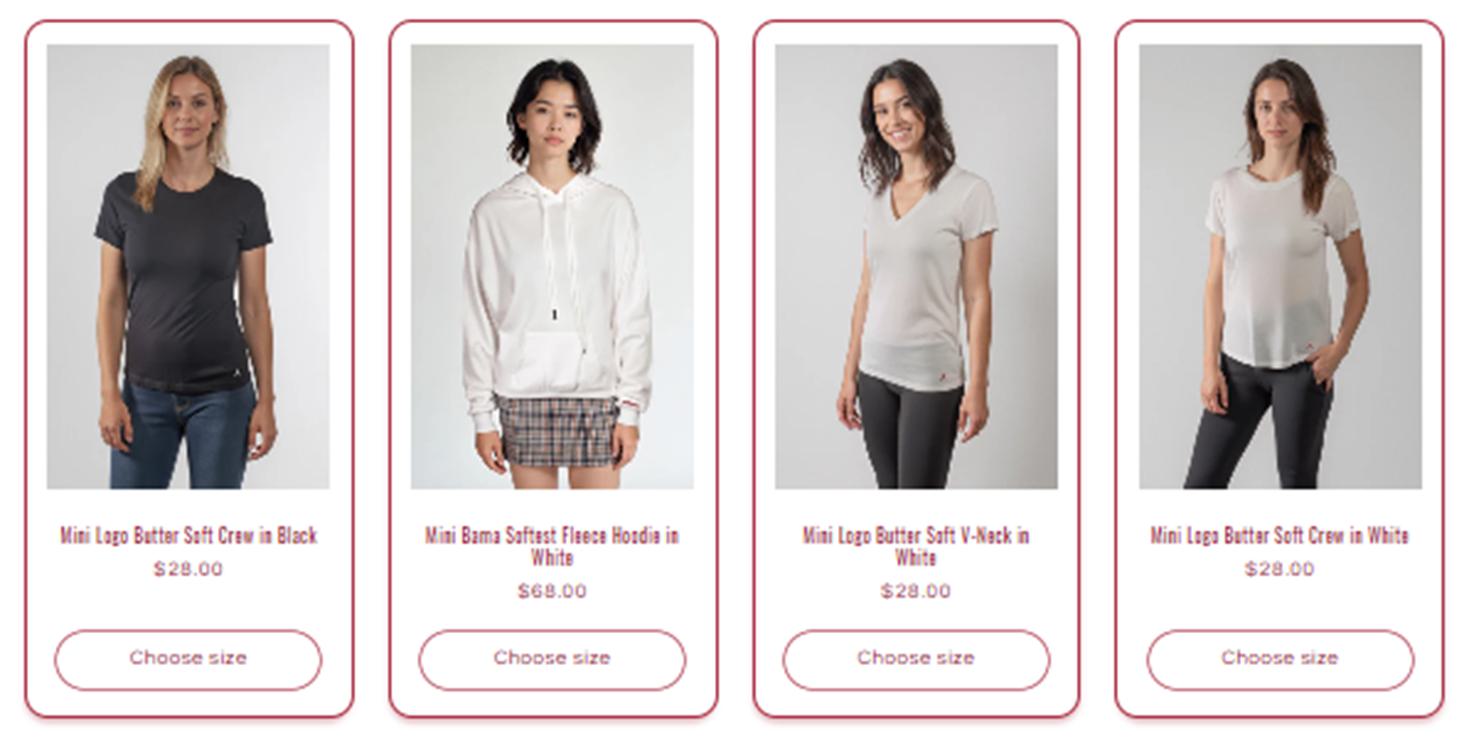 Mini Logo Butter Soft Crew in Black
$28.00
Choose size
Mini Bama Softest Fleece Hoodie in
White
$68.00
Choose size
Mini Logo Butter Soft V-Neck in
White
$28.00
Choose size
Mini Logo Butter Soft Crew in White
$28.00
Choose size